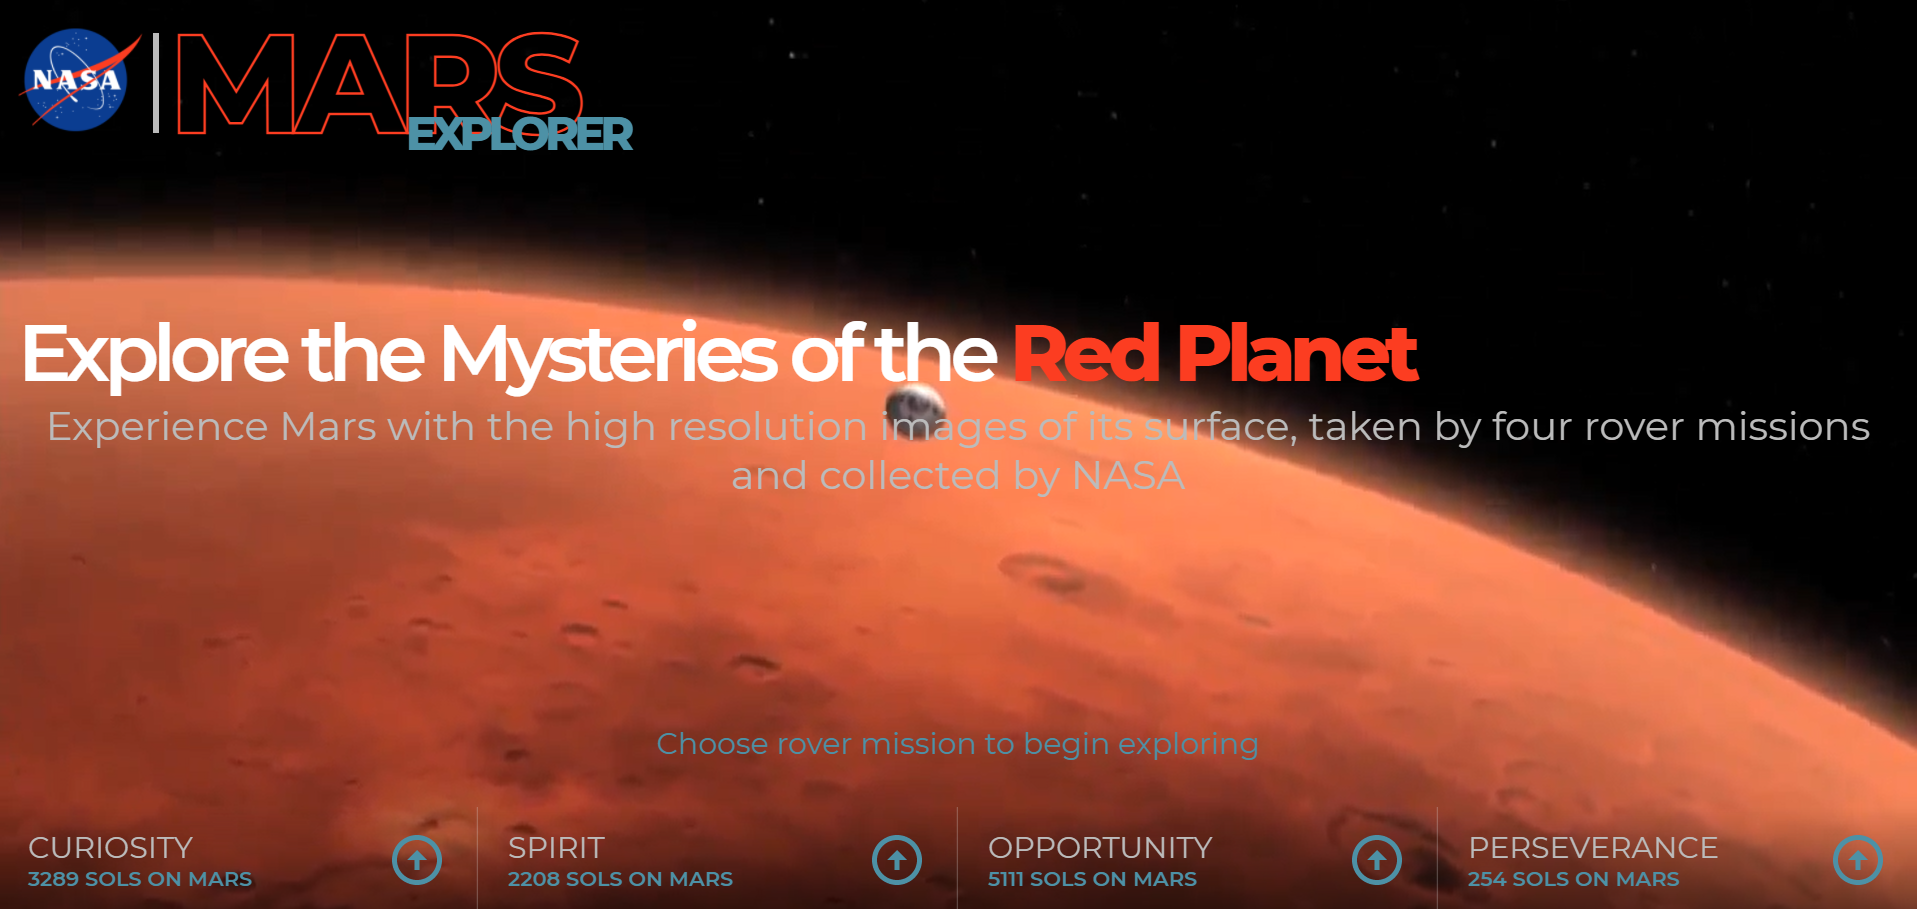 NASA
MARS
EXPLORER
Explore the Mysteries of the Red Planet
Experience Mars with the high resolution images of its surface, taken by four rover missions
and collected by NASA
Choose rover mission to begin exploring
CURIOSITY
3289 SOLS ON MARS
SPIRIT
2208 SOLS ON MARS
OPPORTUNITY
5111 SOLS ON MARS
PERSEVERANCE
254 SOLS ON MARS